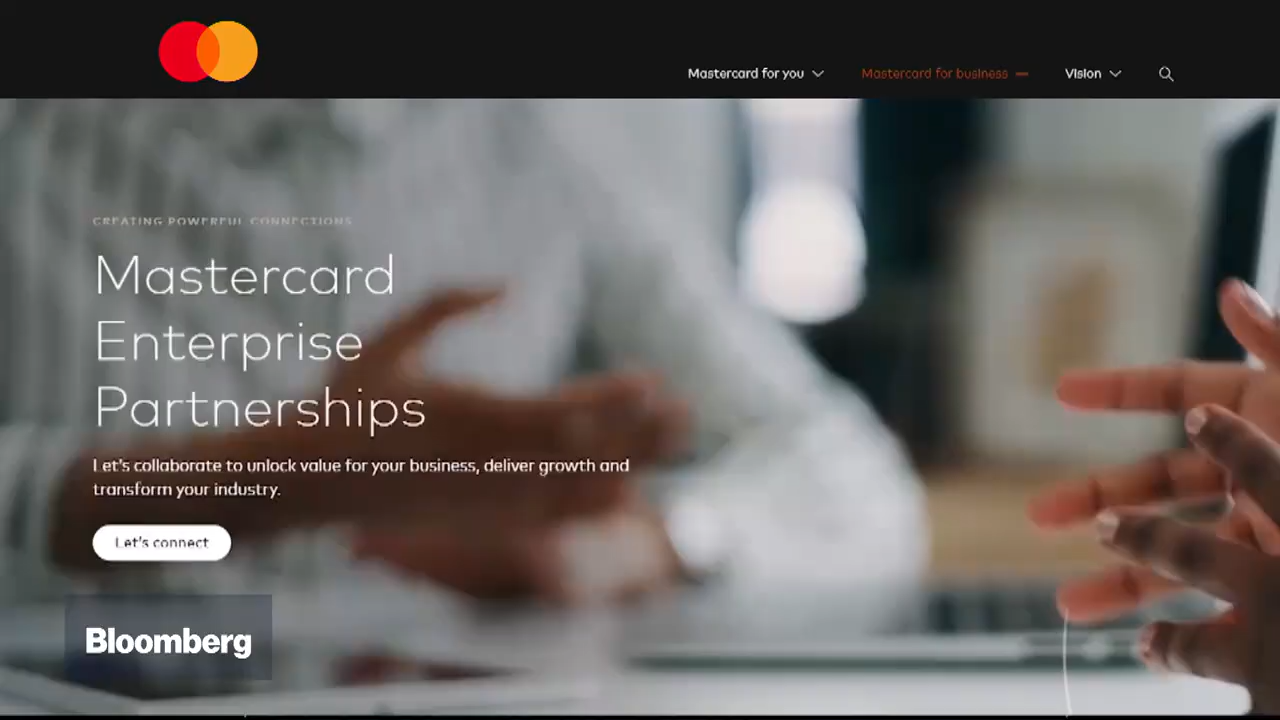 Mastercard for you
Mastercard for business
Vision
CREATING POWERFUL CONNECTIONS
Mastercard
Enterprise
Partnerships
Let's collaborate to unlock value for your business, deliver growth and
transform your industry.
Let's connect
Bloomberg